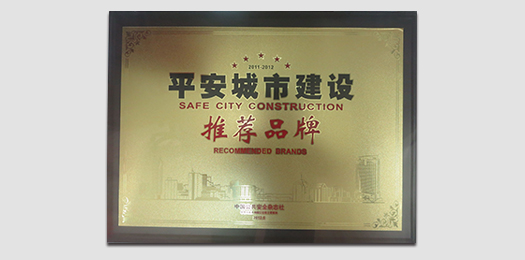 2011-2012
平安城市建设
SAFE CITY CONSTRUCTION
推荐品牌
RECOMMENDED BRANDS